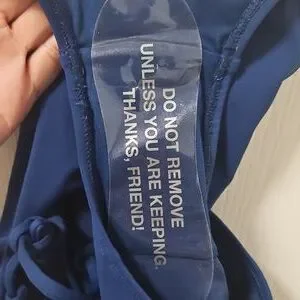 DO NOT REMOVE
UNLESS YOU ARE KEEPING.
THANKS, FRIEND!